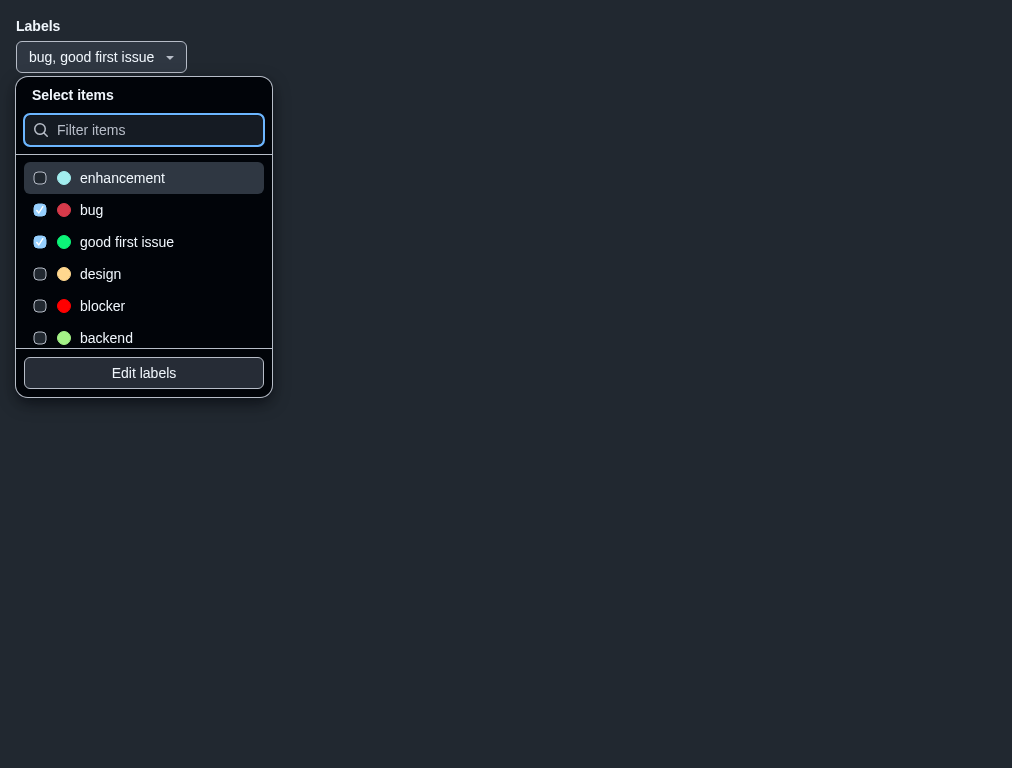 Labels
bug, good first issue
Select items
Filter items
enhancement
bug
good first issue
design
blocker
backend
Edit labels